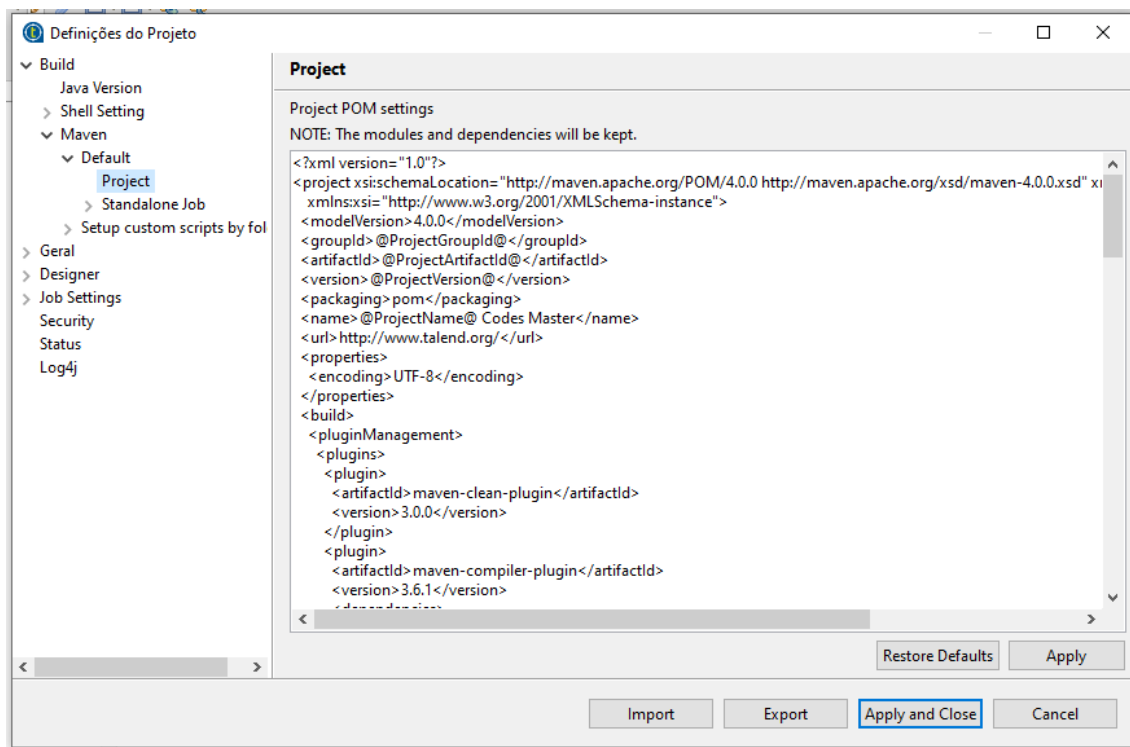 Definições do Projeto
Build
Java Version
Shell Setting
Maven
Default
Project
Standalone Job
Setup custom scripts by fol
Geral
Designer
Job Settings
Security
Status
Log4j
Project
Project POM settings
NOTE: The modules and dependencies will be kept.
<?xml version="1.0"?>
<project xsi:schemaLocation="http://maven.apache.org/POM/4.0.0 http://maven.apache.org/xsd/maven-4.0.0.xsd"
xmlns:xsi="http://www.w3.org/2001/XMLSchema-instance">
<modelVersion>4.0.0</modelVersion>
<groupId>@ProjectGroupId@</groupId>
<artifactId>@ProjectArtifactId@</artifactId>
<version>@ProjectVersion@</version>
<packaging>pom</packaging>
<name>@ProjectName@ Codes Master</name>
<url>http://www.talend.org/</url>
<properties>
<encoding>UTF-8</encoding>
</properties>
<build>
<pluginManagement>
<plugins>
<plugin>
<artifactId>maven-clean-plugin</artifactId>
<version>3.0.0</version>
</plugin>
<plugin>
<artifactId>maven-compiler-plugin</artifactId>
<version>3.6.1</version>
Restore Defaults
Apply
Import
Export
Apply and Close
Cancel